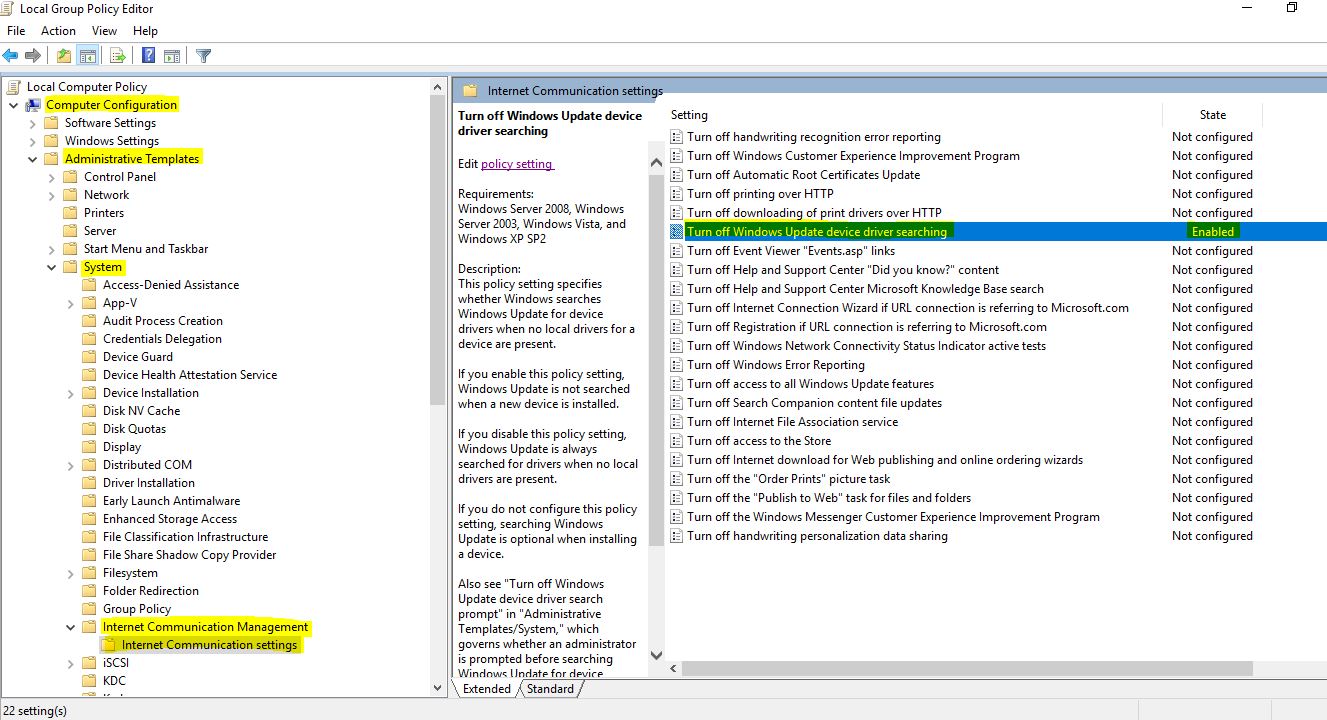 Local Group Policy Editor
File Action View Help
Local Computer Policy
Computer Configuration
Software Settings
Windows Settings
Administrative Templates
Control Panel
Network
Printers
Server
Start Menu and Taskbar
System
Access-Denied Assistance
App-V
Audit Process Creation
Credentials Delegation
Device Guard
Device Health Attestation Service
Device Installation
Disk NV Cache
Disk Quotas
Display
Distributed COM
Driver Installation
Early Launch Antimalware
Enhanced Storage Access
File Classification Infrastructure
File Share Shadow Copy Provider
Filesystem
Folder Redirection
Group Policy
Internet Communication Management
Internet Communication settings
iSCSI
KDC
Internet Communication settings
Turn off Windows Update device
driver searching
Edit policy setting
Requirements:
Windows Server 2008, Windows
Server 2003, Windows Vista, and
Windows XP SP2
Description:
This policy setting specifies
whether Windows searches
Windows Update for device
drivers when no local drivers for a
device are present.
If you enable this policy setting,
Windows Update is not searched
when a new device is installed.
If you disable this policy setting,
Windows Update is always
searched for drivers when no local
drivers are present.
If you do not configure this policy
setting, searching Windows
Update is optional when installing
a device.
Also see "Turn off Windows
Update device driver search
prompt" in "Administrative
Templates/System," which
governs whether an administrator
is prompted before searching
Windows Update for device
Setting State
Turn off handwriting recognition error reporting Not configured
Turn off Windows Customer Experience Improvement Program Not configured
Turn off Automatic Root Certificates Update Not configured
Turn off printing over HTTP Not configured
Turn off downloading of print drivers over HTTP Not configured
Turn off Windows Update device driver searching Enabled
Turn off Event Viewer "Events.asp" links Not configured
Turn off Help and Support Center "Did you know?" content Not configured
Turn off Help and Support Center Microsoft Knowledge Base search Not configured
Turn off Internet Connection Wizard if URL connection is referring to Microsoft.com Not configured
Turn off Registration if URL connection is referring to Microsoft.com Not configured
Turn off Windows Network Connectivity Status Indicator active tests Not configured
Turn off Windows Error Reporting Not configured
Turn off access to all Windows Update features Not configured
Turn off Search Companion content file updates Not configured
Turn off Internet File Association service Not configured
Turn off access to the Store Not configured
Turn off Internet download for Web publishing and online ordering wizards Not configured
Turn off the "Order Prints" picture task Not configured
Turn off the "Publish to Web" task for files and folders Not configured
Turn off the Windows Messenger Customer Experience Improvement Program Not configured
Turn off handwriting personalization data sharing Not configured
Extended Standard
22 setting(s)